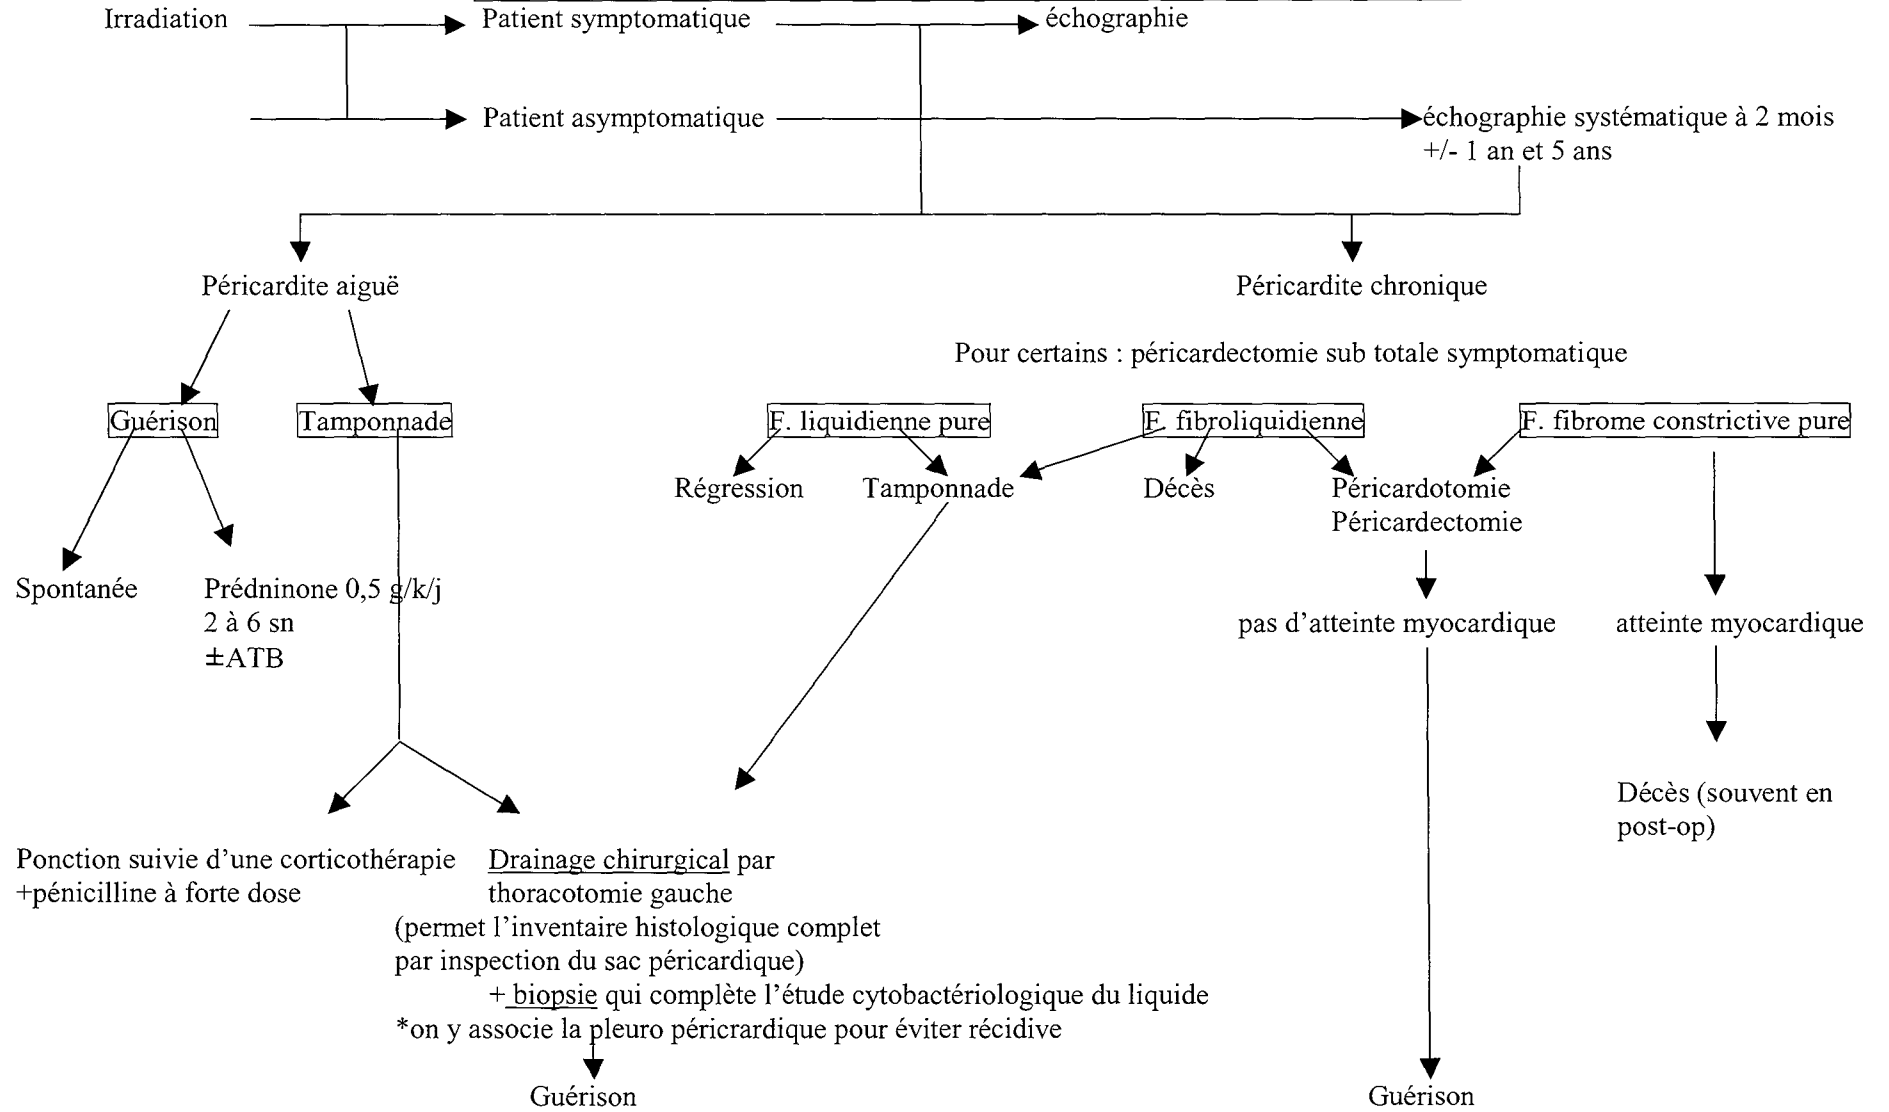 Irradiation
Patient symptomatique
échographie
Patient asymptomatique
échographie systématique à 2 mois
+/- 1 an et 5 ans
Péricardite aiguë
Péricardite chronique
Pour certains : péricardectomie sub totale symptomatique
Guérison
Tamponnade
F. liquidienne pure
F. fibroliquidienne
F. fibrome constrictive pure
Régression
Tamponnade
Décès
Péricardotomie
Péricardectomie
Spontanée
Prédninone 0,5 g/k/j
2 à 6 sn
±ATB
pas d'atteinte myocardique
atteinte myocardique
Décès (souvent en
post-op)
Ponction suivie d'une corticothérapie
+pénicilline à forte dose
Drainage chirurgical par
thoracotomie gauche
(permet l'inventaire histologique complet
par inspection du sac péricardique)
+ biopsie qui complète l'étude cytobactériologique du liquide
*on y associe la pleuro péricrardique pour éviter récidive
Guérison
Guérison